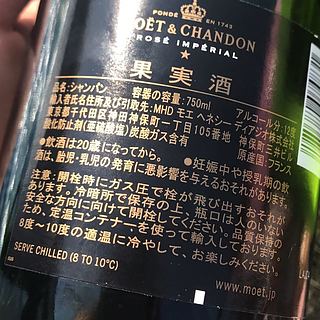 FONDÉ EN 1743
MOËT & CHANDON
ROSÉ IMPÉRIAL
果実酒
品名:シャンパン 容器の容量:750ml アルコール分:12度
輸入者氏名住所及び引取先:MHD モエ ヘネシー ディアジオ株式会社
東京都千代田区神田神保町一丁目105番地 神保町三井ビル
酸化防止剤(亜硫酸塩)炭酸ガス含有 原産国:フランス
飲酒は20歳になってから。 ●妊娠中や授乳期の飲
酒は、胎児・乳児の発育に悪影響を与えるおそれがあります。
注意:開栓時にガス圧で栓が飛び出すおそれが
あります。冷暗所で保存の上、瓶口は人のいない
安全な方向に向けて開栓してください。品質保持の
ため、定温コンテナーを使って輸入しております。
8度〜10度の適温に冷やして、お楽しみください。
SERVE CHILLED (8 TO 10°C)
www.moet.j